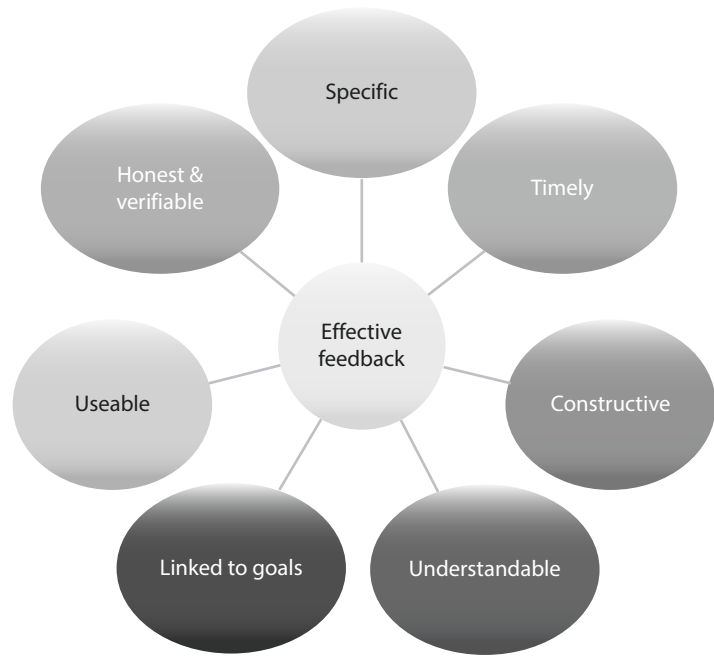 Specific
Honest &
verifiable
Timely
Effective
feedback
Useable
Constructive
Linked to goals
Understandable